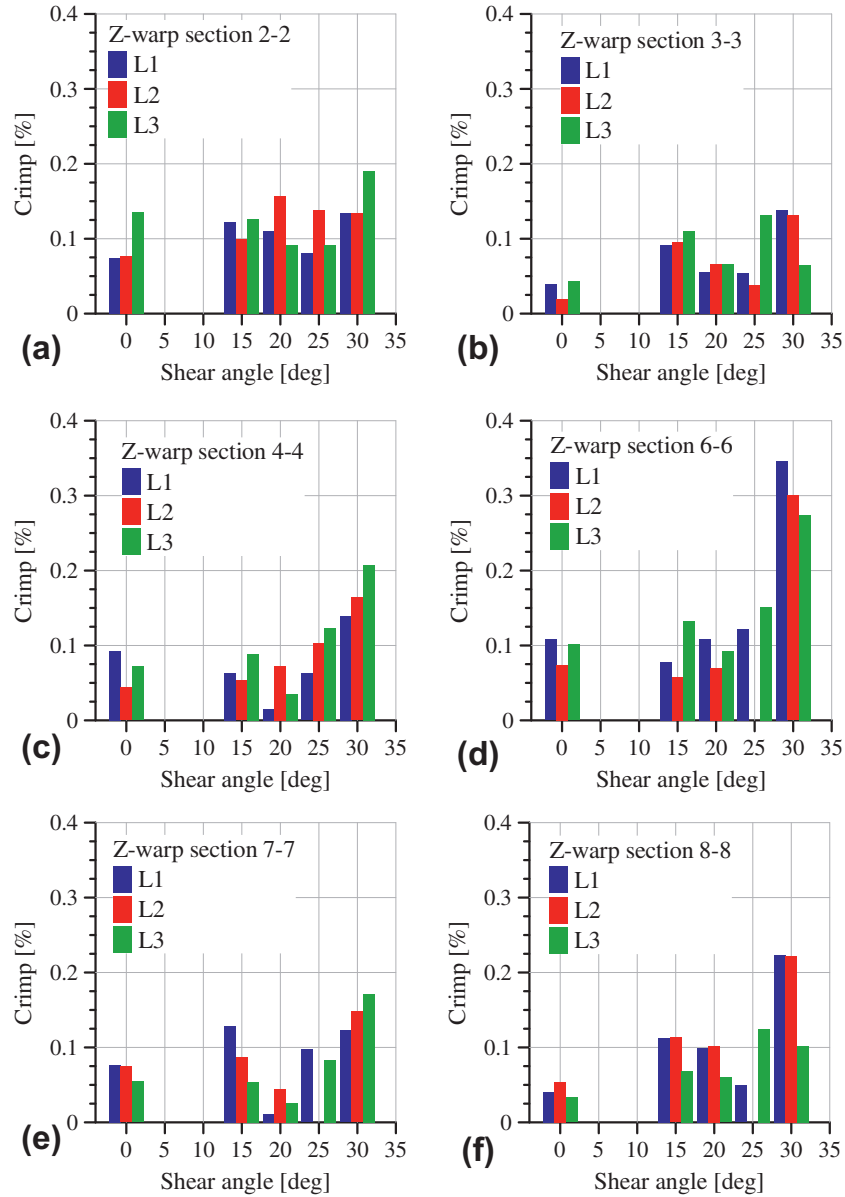 Z-warp section 2-2
L1
L2
L3
0.4
0.3
0.2
0.1
0
Crimp [%]
0 5 10 15 20 25 30 35
Shear angle [deg]
(a)
Z-warp section 3-3
L1
L2
L3
0.4
0.3
0.2
0.1
0
Crimp [%]
0 5 10 15 20 25 30 35
Shear angle [deg]
(b)
Z-warp section 4-4
L1
L2
L3
0.4
0.3
0.2
0.1
0
Crimp [%]
0 5 10 15 20 25 30 35
Shear angle [deg]
(c)
Z-warp section 6-6
L1
L2
L3
0.4
0.3
0.2
0.1
0
Crimp [%]
0 5 10 15 20 25 30 35
Shear angle [deg]
(d)
Z-warp section 7-7
L1
L2
L3
0.4
0.3
0.2
0.1
0
Crimp [%]
0 5 10 15 20 25 30 35
Shear angle [deg]
(e)
Z-warp section 8-8
L1
L2
L3
0.4
0.3
0.2
0.1
0
Crimp [%]
0 5 10 15 20 25 30 35
Shear angle [deg]
(f)